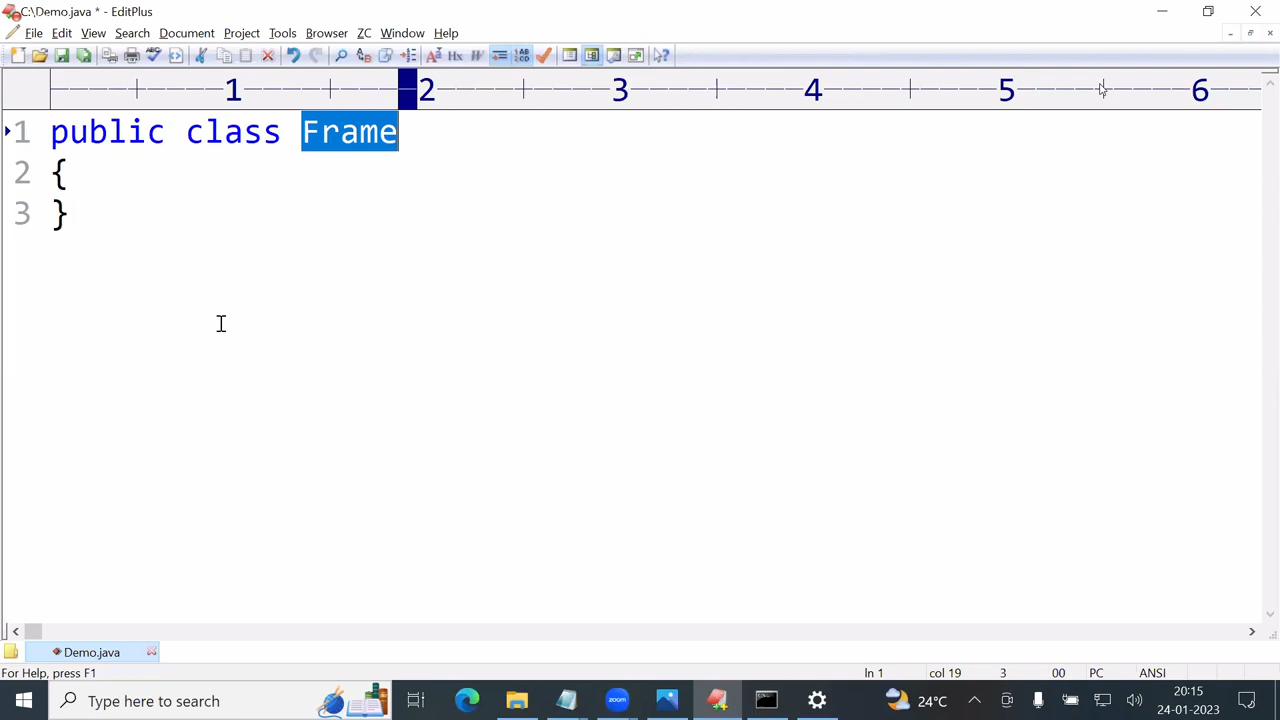 C:\Demo.java * - EditPlus
File Edit View Search Document Project Tools Browser ZC Window Help
1 2 3 4 5 6
1 public class Frame
2 {
3 }
Demo.java
For Help, press F1 ln 1 col 19 3 00 PC ANSI
Type here to search 24°C
24-01-2023